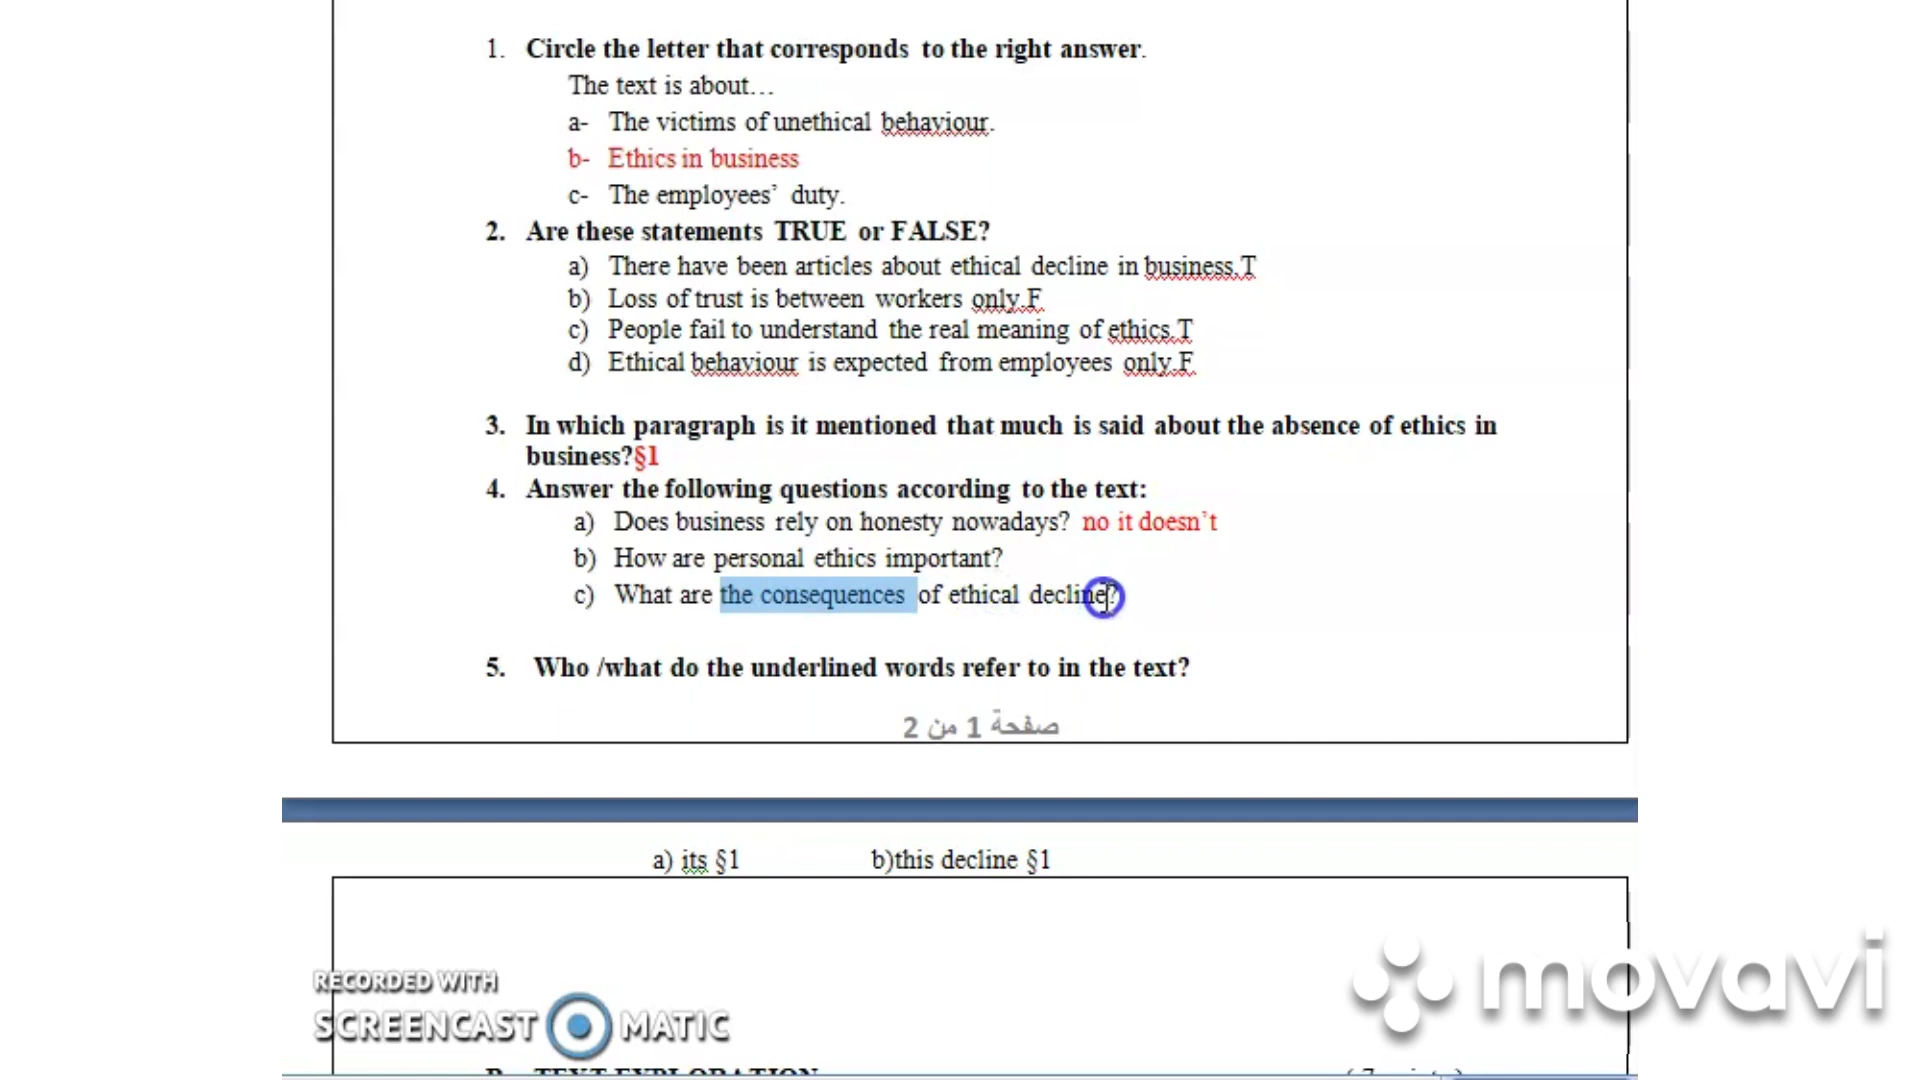 1. Circle the letter that corresponds to the right answer.
The text is about...
a- The victims of unethical behaviour.
b- Ethics in business
c- The employees' duty.
2. Are these statements TRUE or FALSE?
a) There have been articles about ethical decline in business.T
b) Loss of trust is between workers only.F
c) People fail to understand the real meaning of ethics.T
d) Ethical behaviour is expected from employees only.F
3. In which paragraph is it mentioned that much is said about the absence of ethics in
business?§1
4. Answer the following questions according to the text:
a) Does business rely on honesty nowadays? no it doesn't
b) How are personal ethics important?
c) What are the consequences of ethical decline?
5. Who /what do the underlined words refer to in the text?
صفحة 1 من 2
a) its §1 b)this decline §1
RECORDED WITH
SCREENCAST MATIC
movavi
TEXT EXPLORATION